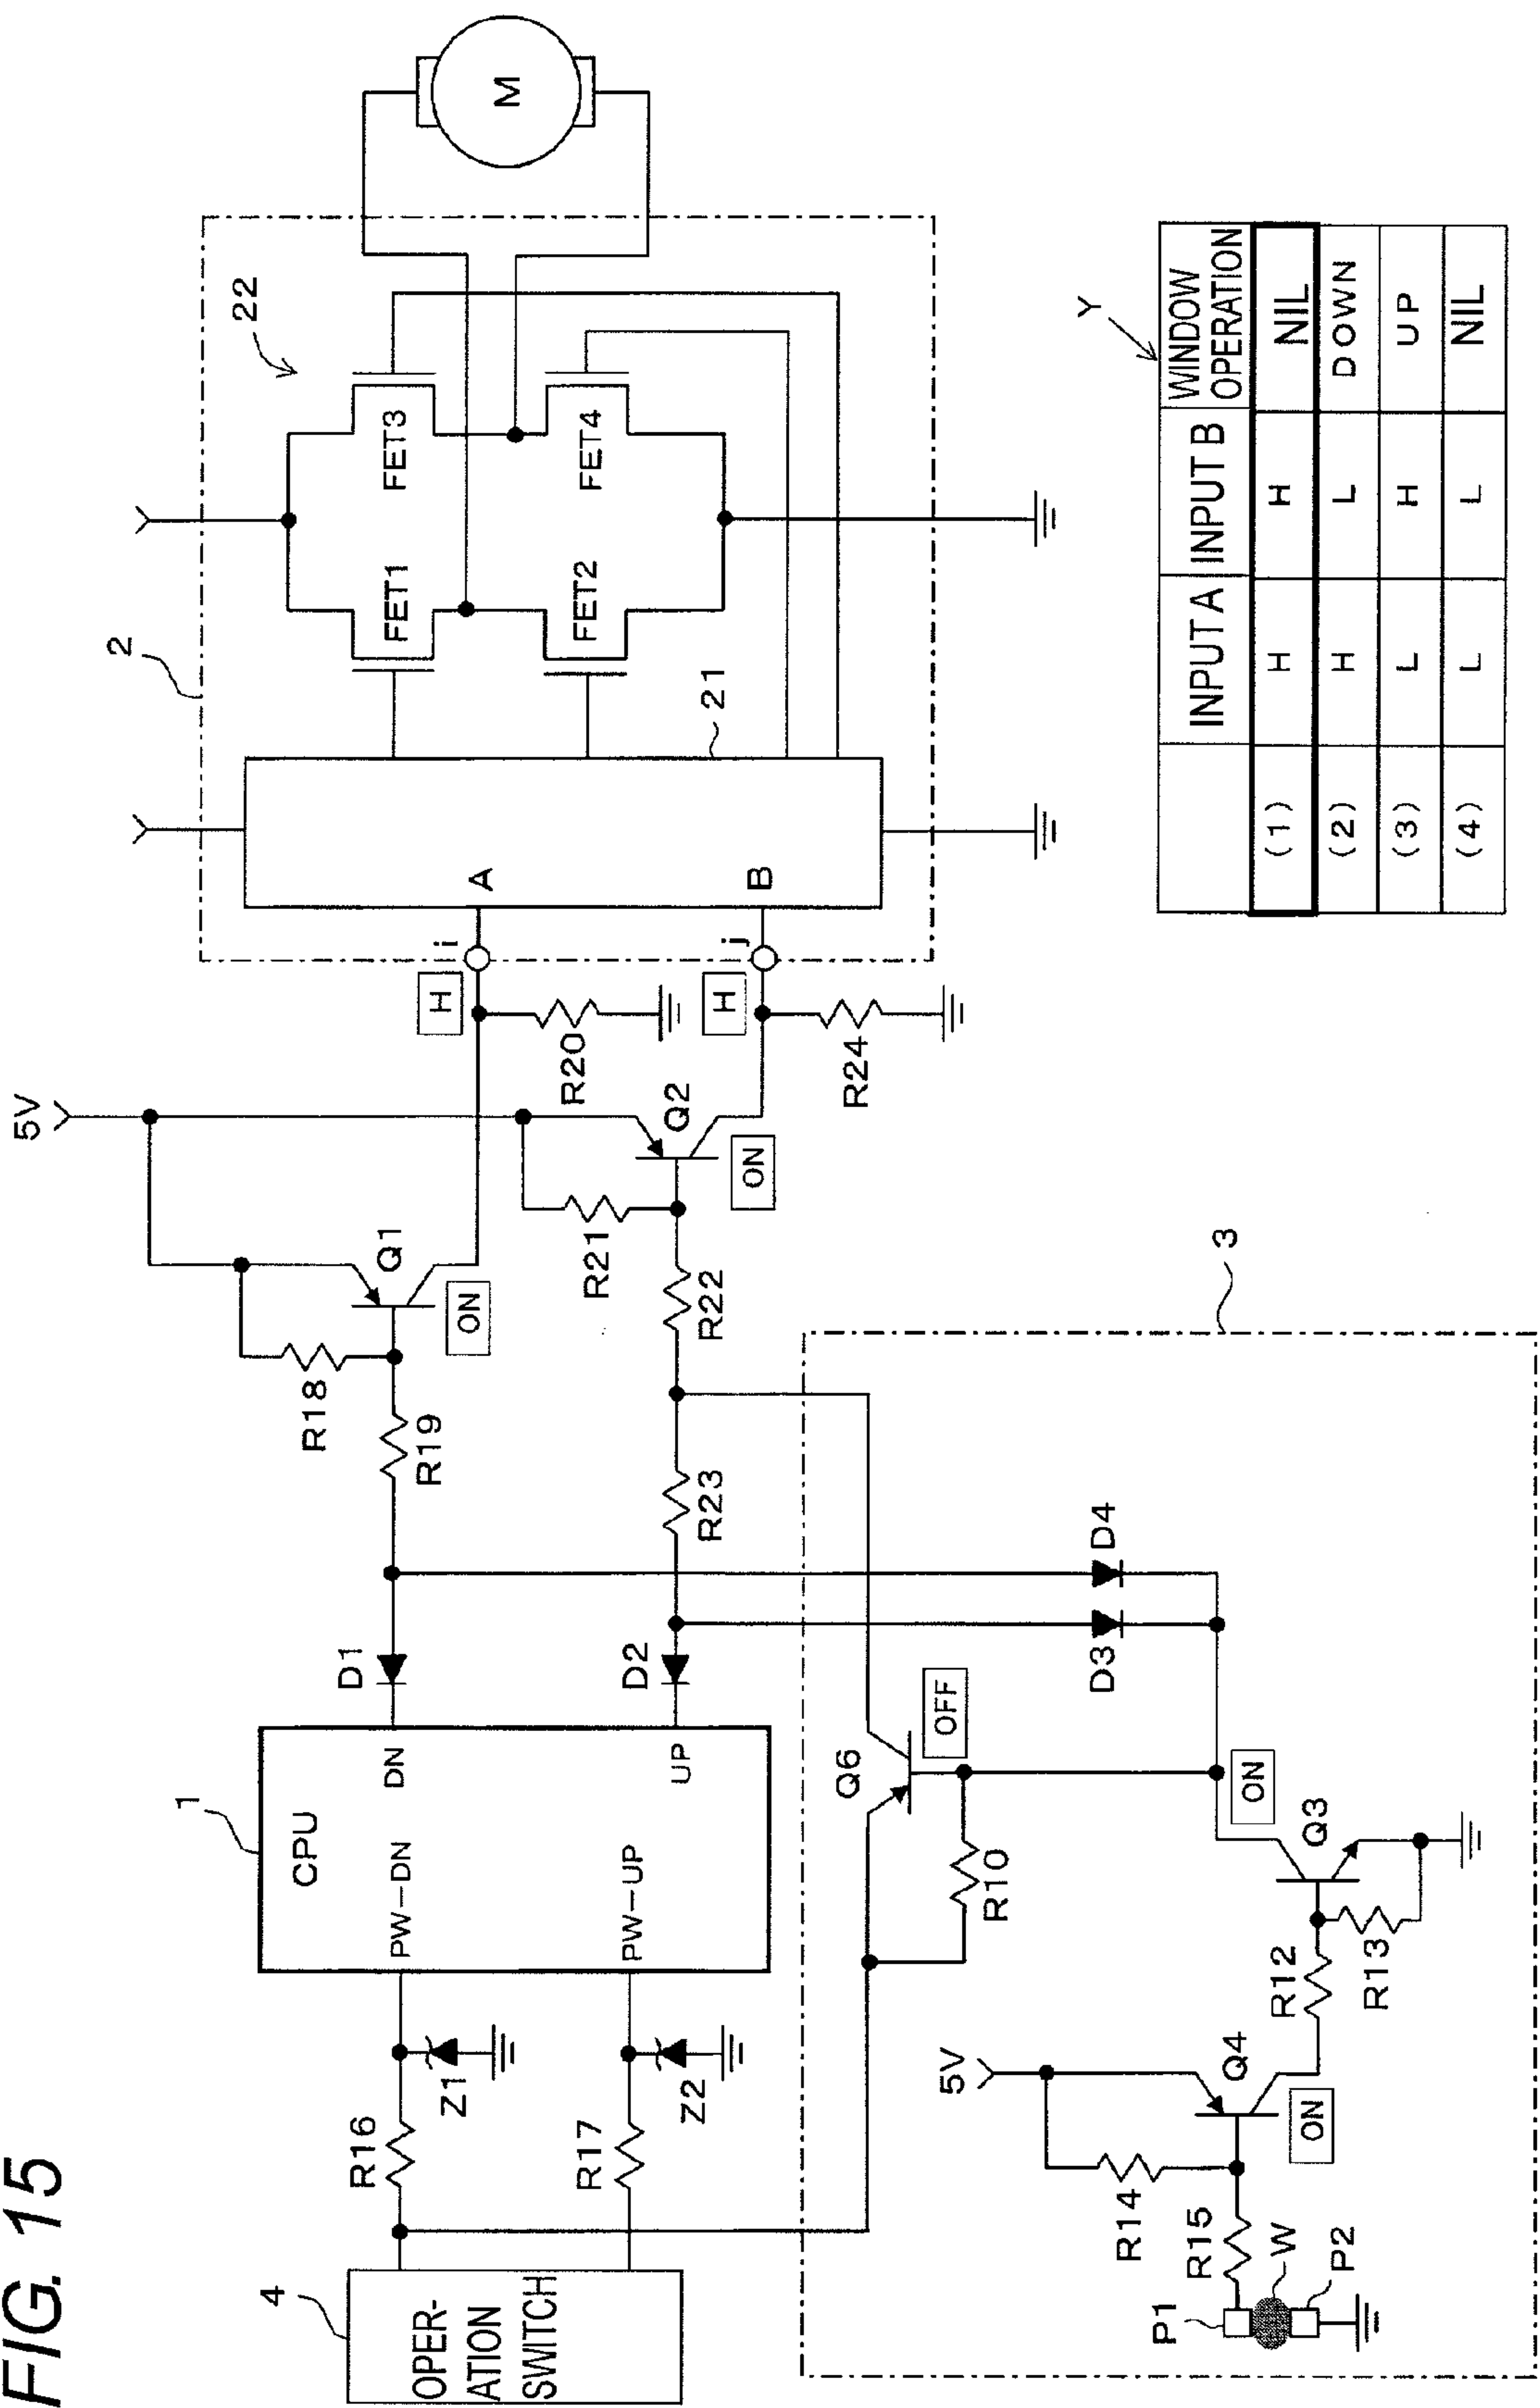 FIG. 15
5V
2
22
FET1
FET3
FET2
FET4
M
21
A
B
i
j
H
H
R20
R24
Q1
ON
R18
R19
Q2
ON
R21
R22
R23
1
CPU
DN
UP
PW-DN
PW-UP
D1
D2
R16
R17
Z1
Z2
4
OPER-
ATION
SWITCH
3
Q6
OFF
R10
D3
D4
ON
Q3
R12
R13
5V
Q4
ON
R14
R15
W
P1
P2
Y
INPUT A INPUT B WINDOW OPERATION
(1) H H NIL
(2) H L DOWN
(3) L H UP
(4) L L NIL